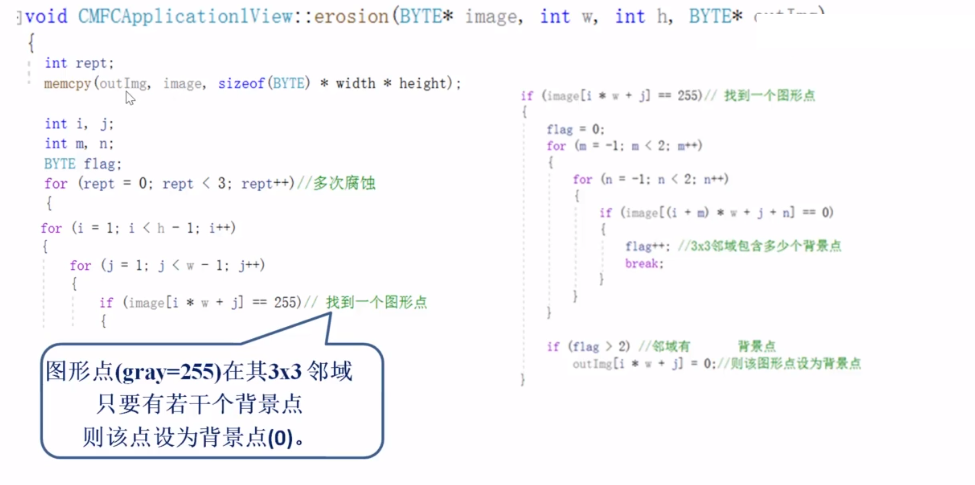 void CMFCApplication1View::erosion(BYTE* image, int w, int h, BYTE* outImg)
{
int rept;
memcpy(outImg, image, sizeof(BYTE) * width * height);
int i, j;
int m, n;
BYTE flag;
for (rept = 0; rept < 3; rept++)//多次腐蚀
{
for (i = 1; i < h - 1; i++)
{
for (j = 1; j < w - 1; j++)
{
if (image[i * w + j] == 255)// 找到一个图形点
{
图形点(gray=255)在其3x3 邻域
只要有若干个背景点
则该点设为背景点(0)。
if (image[i * w + j] == 255)// 找到一个图形点
{
flag = 0;
for (m = -1; m < 2; m++)
{
for (n = -1; n < 2; n++)
{
if (image[(i + m) * w + j + n] == 0)
{
flag++; //3x3邻域包含多少个背景点
break;
}
}
}
if (flag > 2) //邻域有 背景点
outImg[i * w + j] = 0;//则该图形点设为背景点
}